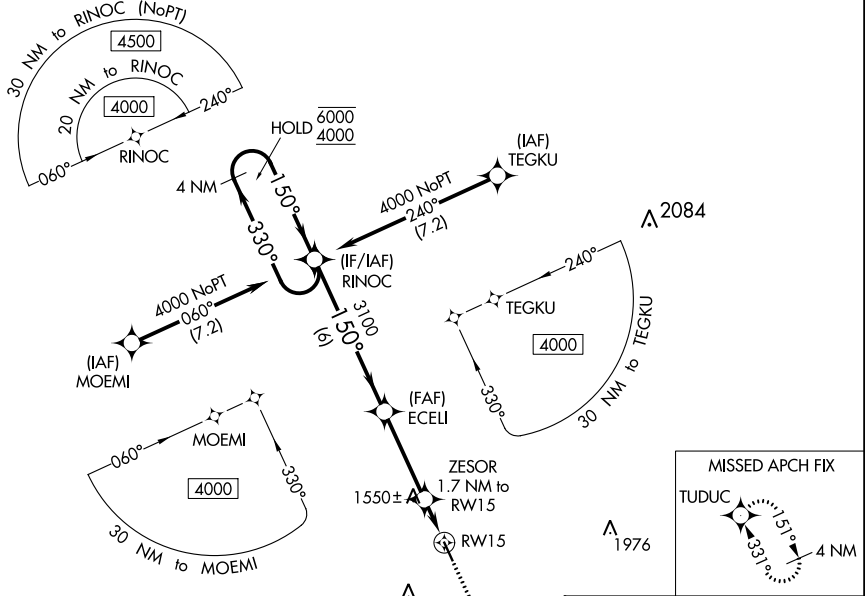 30 NM to RINOC (NoPT)
4500
20 NM to RINOC
4000
240°
060°
RINOC
HOLD 6000
4000
4 NM
150°
330°
(IAF)
TEGKU
4000 NoPT
240°
(7.2)
2084
(IF/IAF)
RINOC
4000 NoPT
060°
(7.2)
(IAF)
MOEMI
3100
150°
(6)
240°
TEGKU
4000
330°
30 NM to TEGKU
(FAF)
ECELI
MOEMI
060°
330°
4000
30 NM to MOEMI
ZESOR
1.7 NM to
RW15
1550±
RW15
1976
MISSED APCH FIX
TUDUC
151°
331°
4 NM